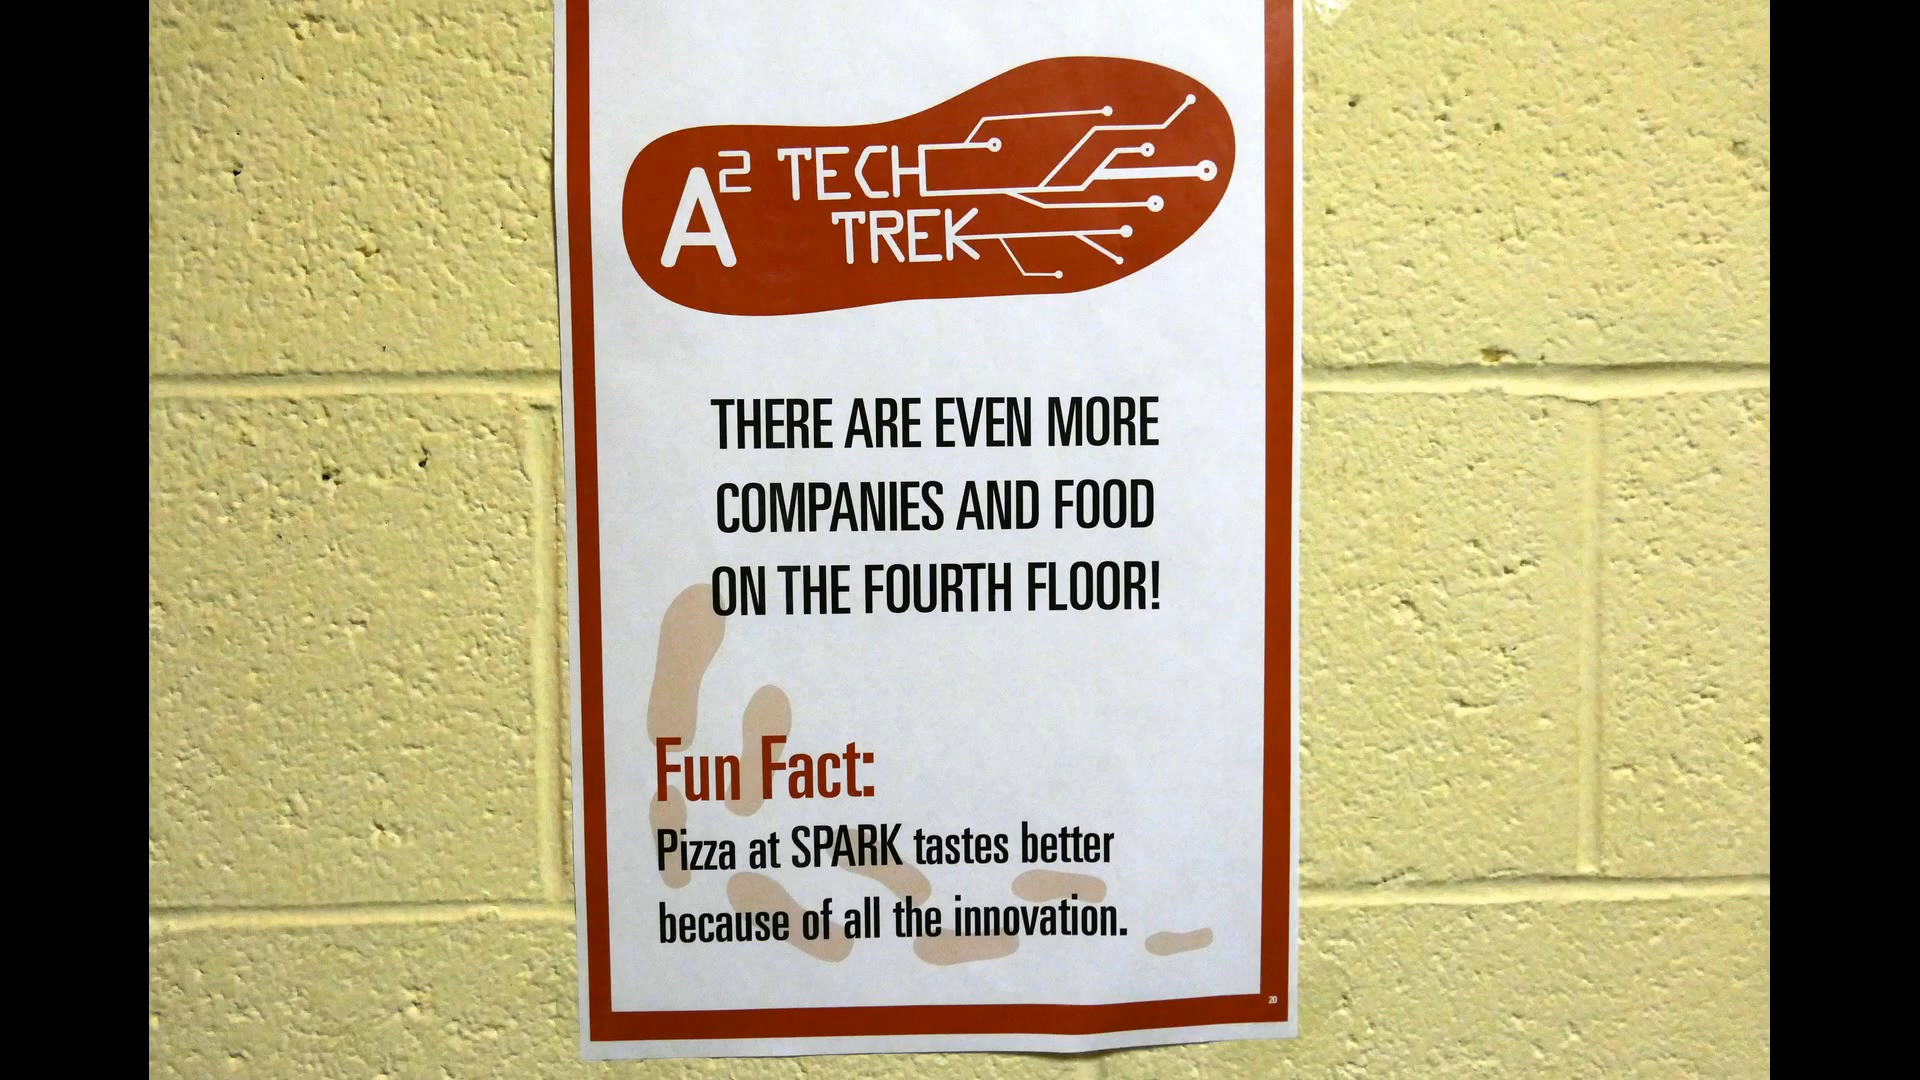 A² TECH
TREK
THERE ARE EVEN MORE
COMPANIES AND FOOD
ON THE FOURTH FLOOR!
Fun Fact:
Pizza at SPARK tastes better
because of all the innovation.
20